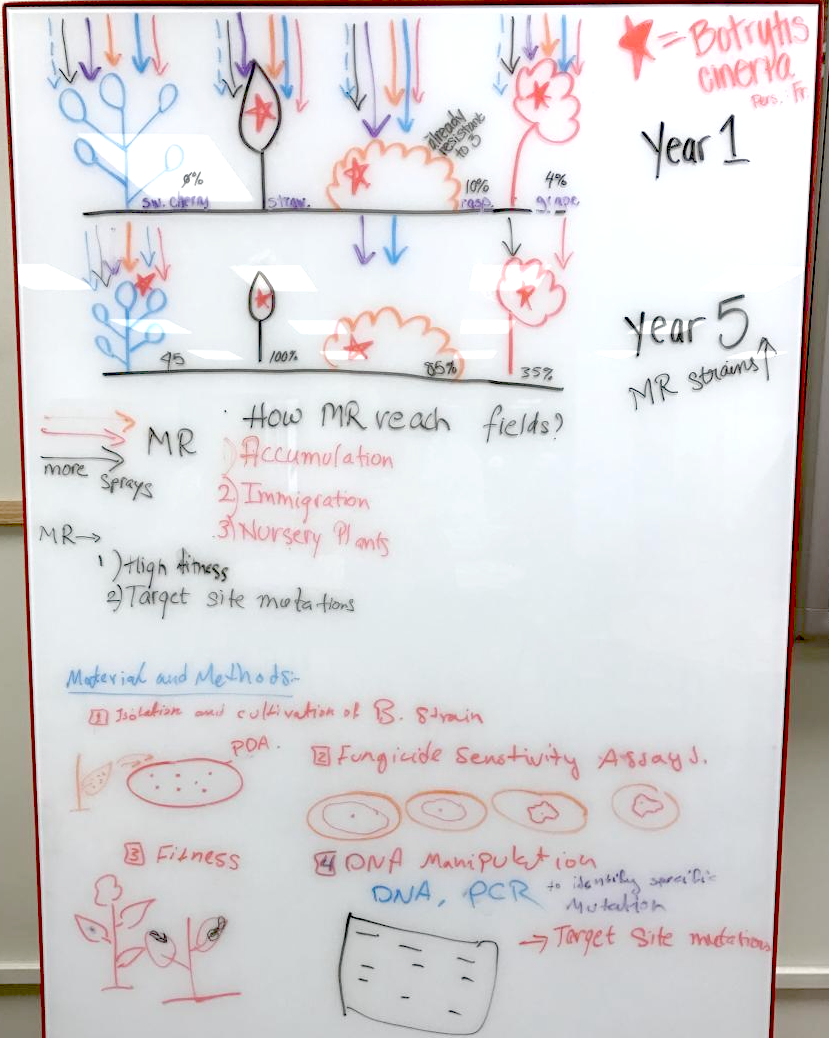 = Botrytis
cinerea
Pers.: Fr.
Year 1
already
resistant
to 3
0%
10%
4%
sw. cherry
straw.
rasp.
grape
Year 5
MR strains
45
100%
85%
35%
How MR reach fields?
MR
more sprays
1) Accumulation
2) Immigration
3) Nursery Plants
MR→
1) High fitness
2) Target site mutations
Material and Methods:-
1 Isolation and cultivation of B. strain
PDA.
2 Fungicide Senstivity Assays.
3 Fitness
4 DNA Manipulation
DNA, PCR to identify specific
Mutation
→ Target Site mutations